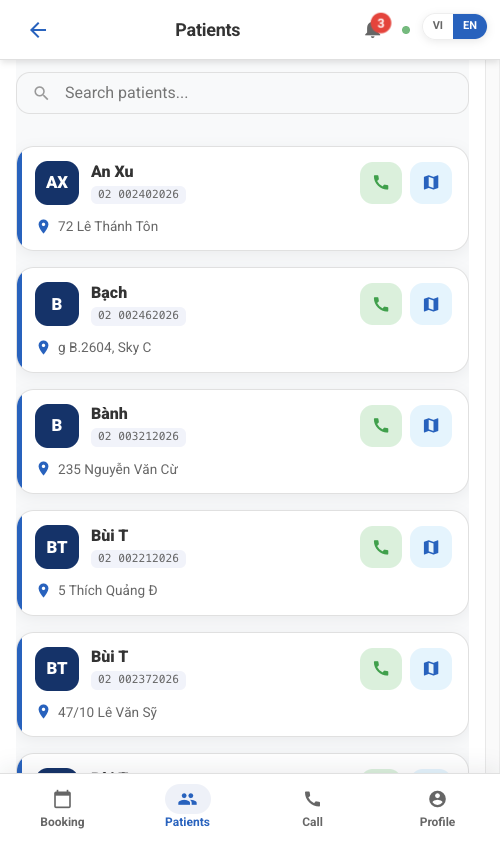 Patients
3
VI
EN
Search patients...
AX
An Xu
02 002402026
72 Lê Thánh Tôn
B
Bạch
02 002462026
g B.2604, Sky C
B
Bành
02 003212026
235 Nguyễn Văn Cừ
BT
Bùi T
02 002212026
5 Thích Quảng Đ
BT
Bùi T
02 002372026
47/10 Lê Văn Sỹ
Booking
Patients
Call
Profile